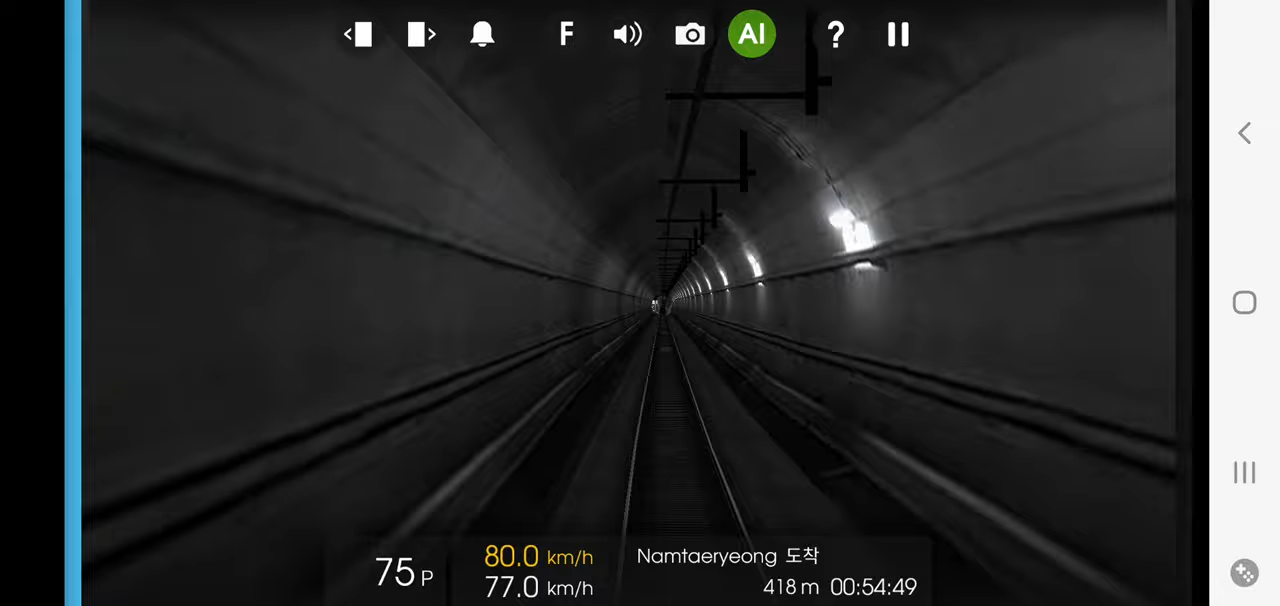 F AI ?
75 P
80.0 km/h
77.0 km/h
Namtaeryeong 도착
418 m 00:54:49